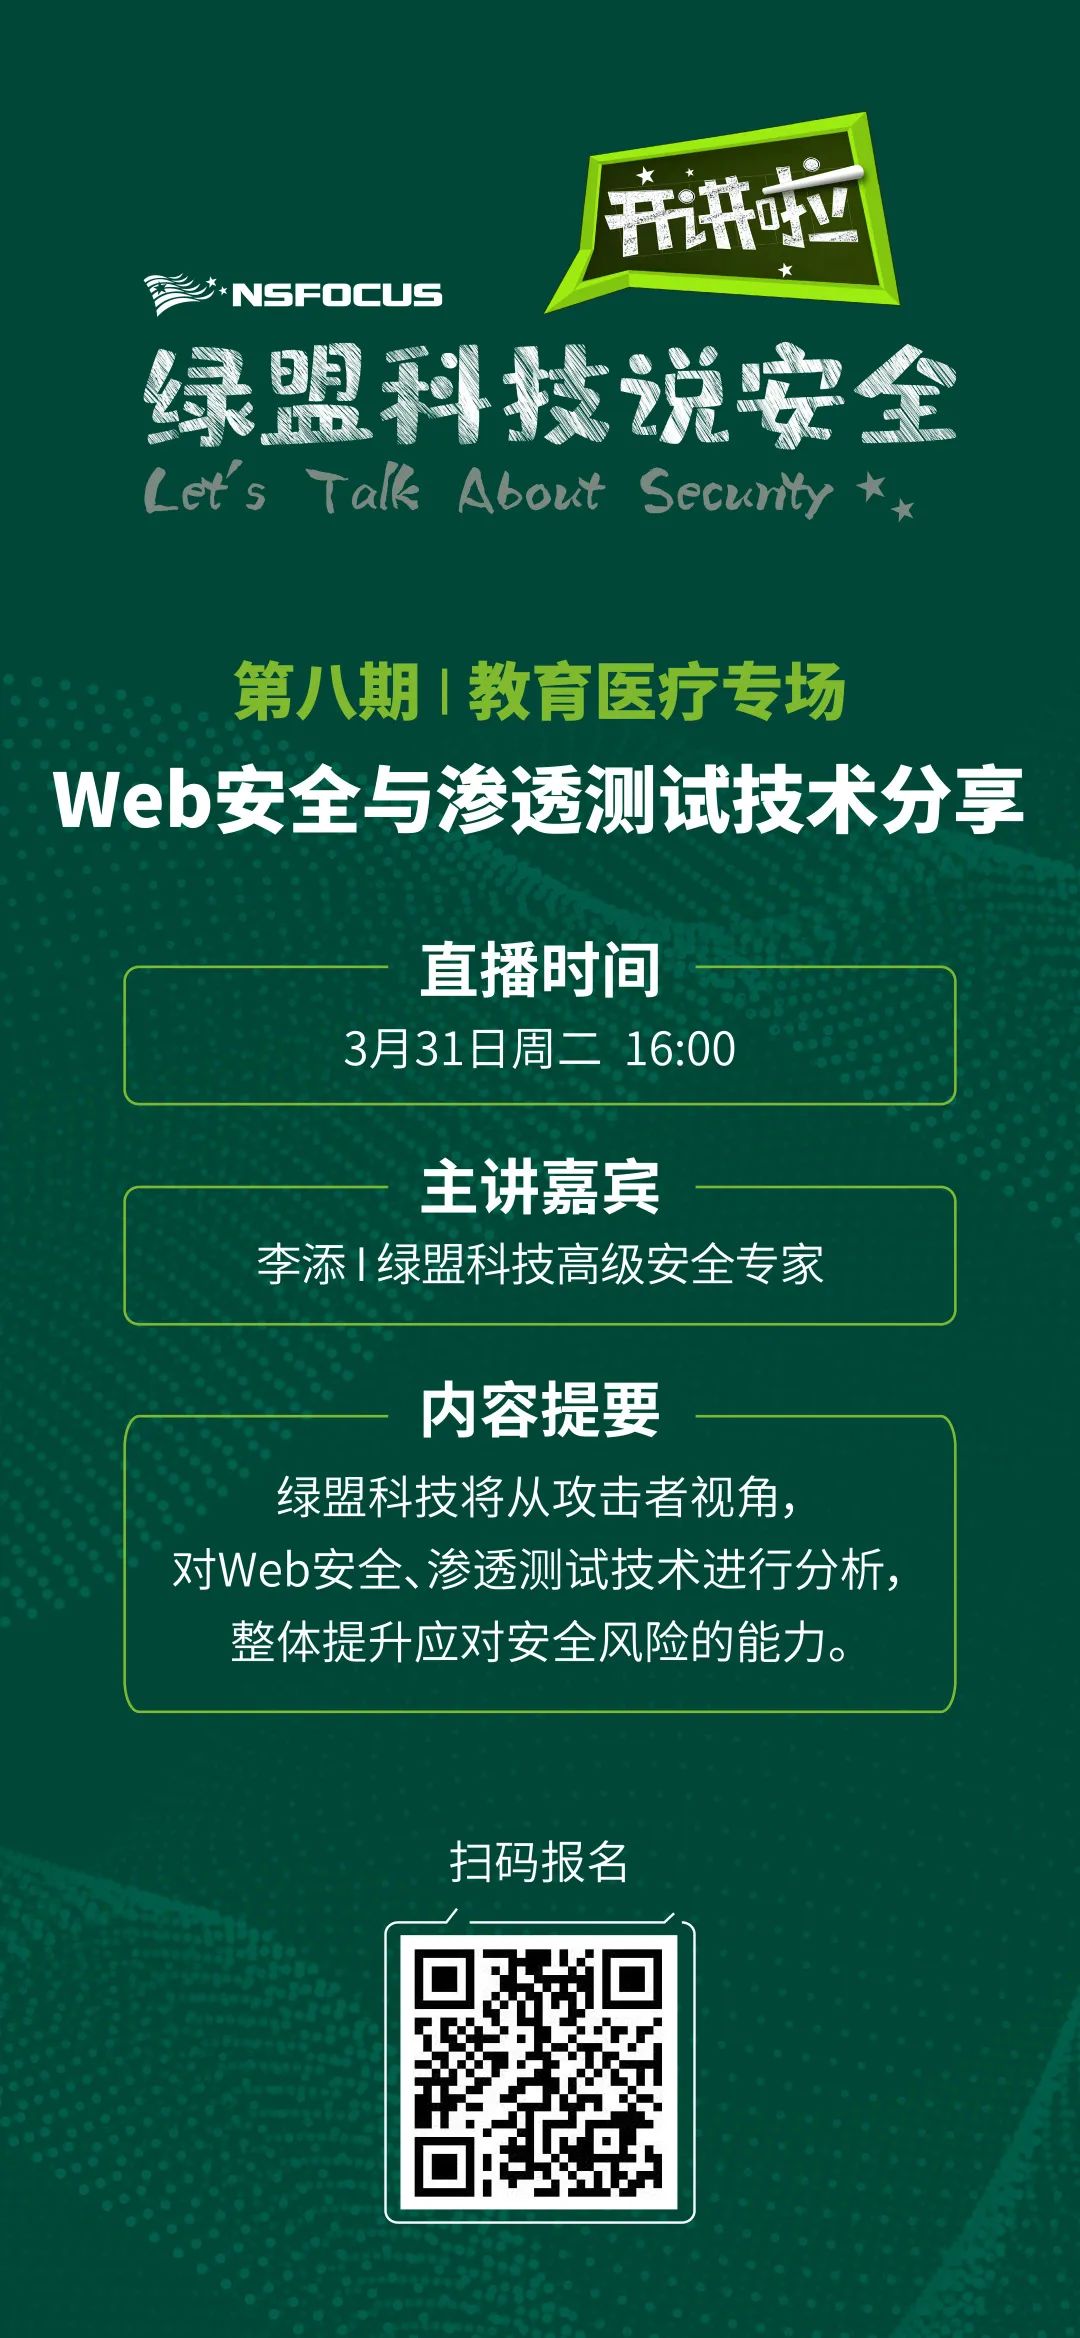 开讲啦
NSFOCUS
绿盟科技说安全
Let's Talk About Security
第八期 | 教育医疗专场
Web安全与渗透测试技术分享
直播时间
3月31日周二 16:00
主讲嘉宾
李添 | 绿盟科技高级安全专家
内容提要
绿盟科技将从攻击者视角，
对Web安全、渗透测试技术进行分析，
整体提升应对安全风险的能力。
扫码报名